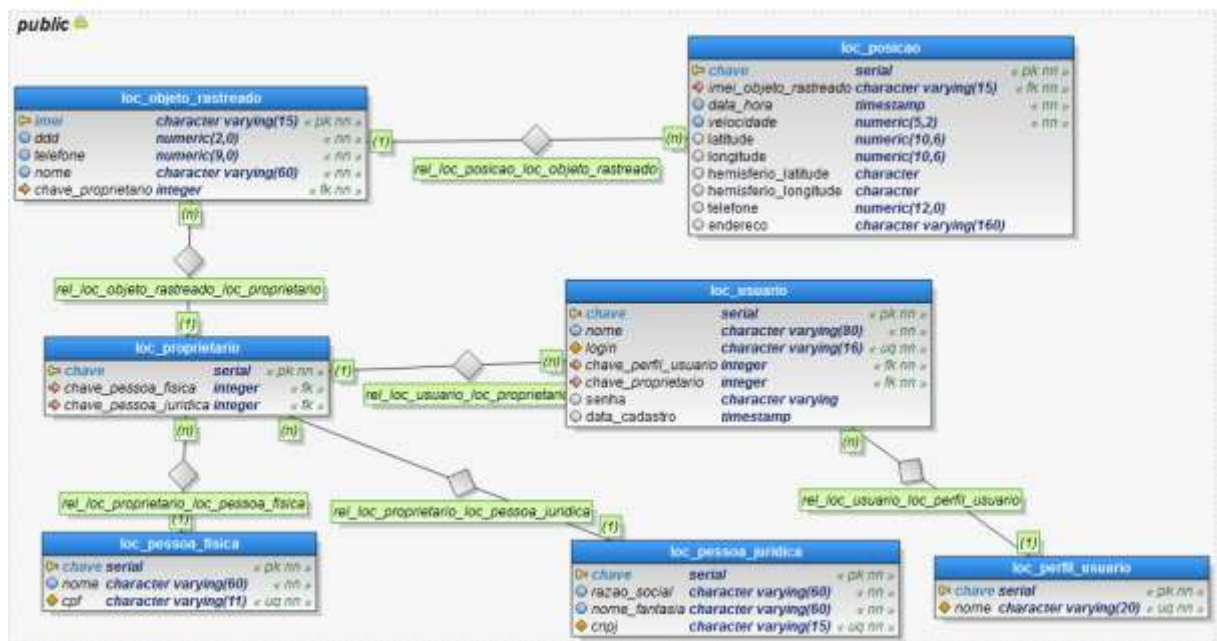 public
loc_objeto_rastreado
imei character varying(15) « pk nn »
ddd numeric(2,0) « nn »
telefone numeric(9,0) « nn »
nome character varying(60) « nn »
chave_proprietario integer « fk nn »
(1)
(n)
rel_loc_posicao_loc_objeto_rastreado
(n)
loc_posicao
chave serial « pk nn »
imei_objeto_rastreado character varying(15) « fk nn »
data_hora timestamp « nn »
velocidade numeric(5,2) « nn »
latitude numeric(10,6)
longitude numeric(10,6)
hemisferio_latitude character
hemisferio_longitude character
telefone numeric(12,0)
endereco character varying(160)
rel_loc_objeto_rastreado_loc_proprietario
(1)
loc_proprietario
chave serial « pk nn »
chave_pessoa_fisica integer « fk »
chave_pessoa_juridica integer « fk »
(1)
(n)
(n)
rel_loc_usuario_loc_proprietario
(n)
loc_usuario
chave serial « pk nn »
nome character varying(80) « nn »
login character varying(16) « uq nn »
chave_perfil_usuario integer « fk nn »
chave_proprietario integer « fk nn »
senha character varying
data_cadastro timestamp
(n)
rel_loc_proprietario_loc_pessoa_fisica
(1)
rel_loc_proprietario_loc_pessoa_juridica
(1)
rel_loc_usuario_loc_perfil_usuario
(1)
loc_pessoa_fisica
chave serial « pk nn »
nome character varying(60) « nn »
cpf character varying(11) « uq nn »
loc_pessoa_juridica
chave serial « pk nn »
razao_social character varying(60) « nn »
nome_fantasia character varying(60) « nn »
cnpj character varying(15) « uq nn »
loc_perfil_usuario
chave serial « pk nn »
nome character varying(20) « uq nn »